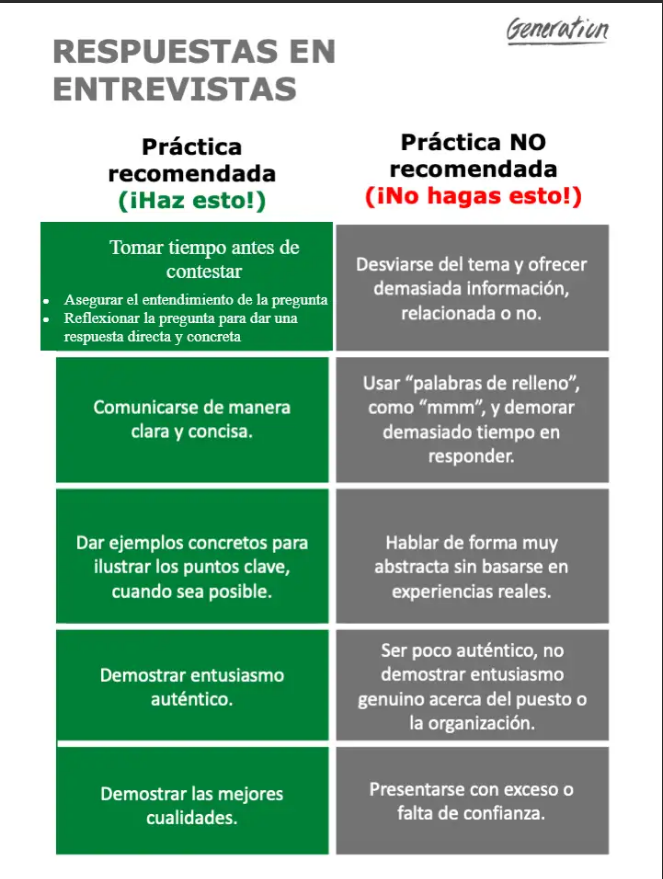 Generation
RESPUESTAS EN
ENTREVISTAS
Práctica
recomendada
(¡Haz esto!)
Práctica NO
recomendada
(¡No hagas esto!)
Tomar tiempo antes de
contestar
• Asegurar el entendimiento de la pregunta
• Reflexionar la pregunta para dar una
respuesta directa y concreta
Desviarse del tema y ofrecer
demasiada información,
relacionada o no.
Comunicarse de manera
clara y concisa.
Usar “palabras de relleno”,
como “mmm”, y demorar
demasiado tiempo en
responder.
Dar ejemplos concretos para
ilustrar los puntos clave,
cuando sea posible.
Hablar de forma muy
abstracta sin basarse en
experiencias reales.
Demostrar entusiasmo
auténtico.
Ser poco auténtico, no
demostrar entusiasmo
genuino acerca del puesto o
la organización.
Demostrar las mejores
cualidades.
Presentarse con exceso o
falta de confianza.